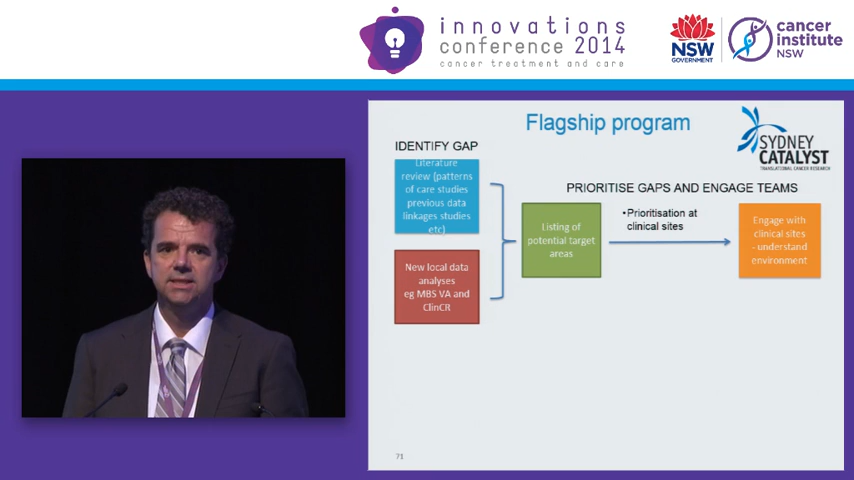 innovations
conference 2014
cancer treatment and care
NSW
GOVERNMENT
cancer
institute
NSW
Flagship program
SYDNEY
CATALYST
TRANSLATIONAL CANCER RESEARCH
IDENTIFY GAP
Literature
review (patterns
of care studies
previous data
linkages studies
etc)
New local data
analyses
eg MBS VA and
ClinCR
PRIORITISE GAPS AND ENGAGE TEAMS
Listing of
potential target
areas
•Prioritisation at
clinical sites
Engage with
clinical sites
- understand
environment
71